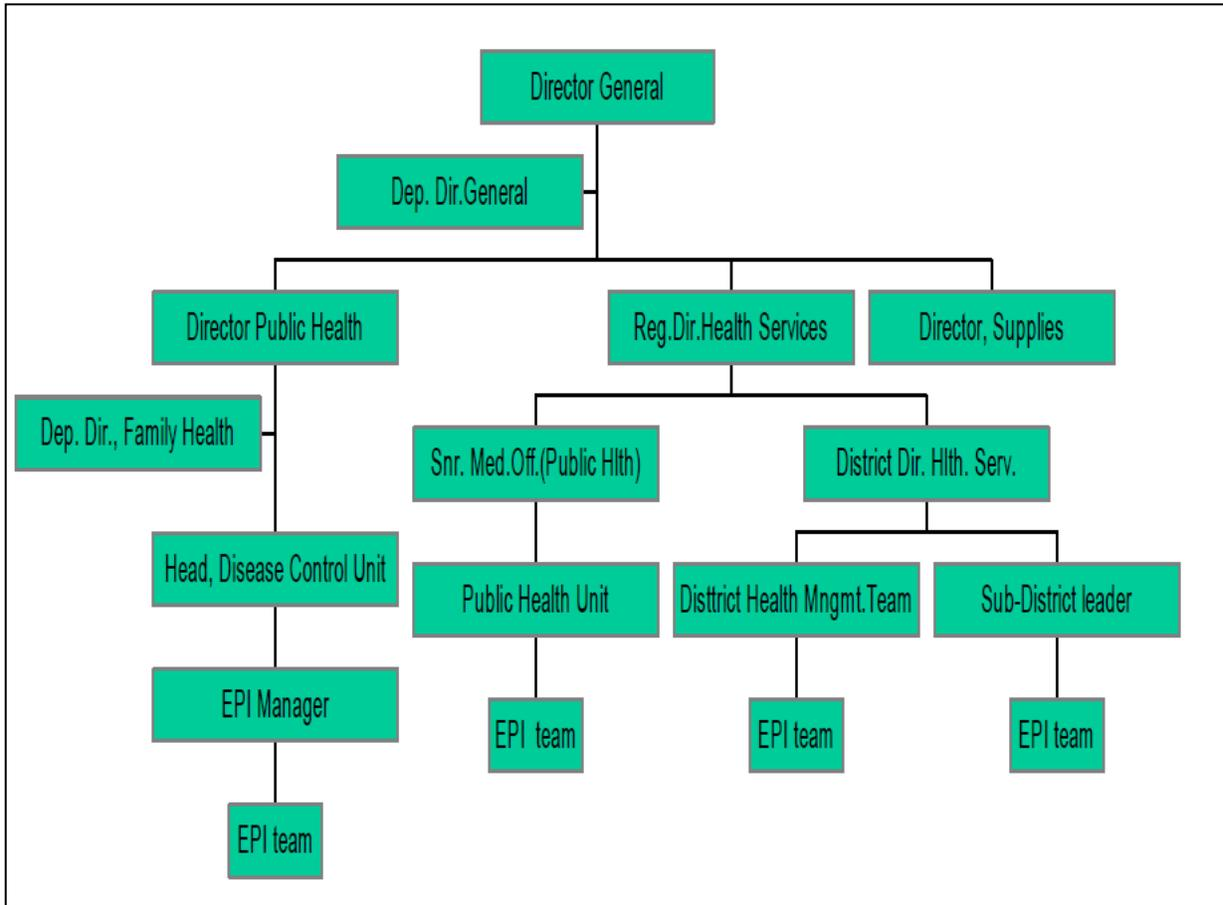 Director General
Dep. Dir.General
Director Public Health
Reg.Dir.Health Services
Director, Supplies
Dep. Dir., Family Health
Snr. Med.Off.(Public Hlth)
District Dir. Hlth. Serv.
Head, Disease Control Unit
Public Health Unit
Disttrict Health Mngmt.Team
Sub-District leader
EPI Manager
EPI team
EPI team
EPI team
EPI team